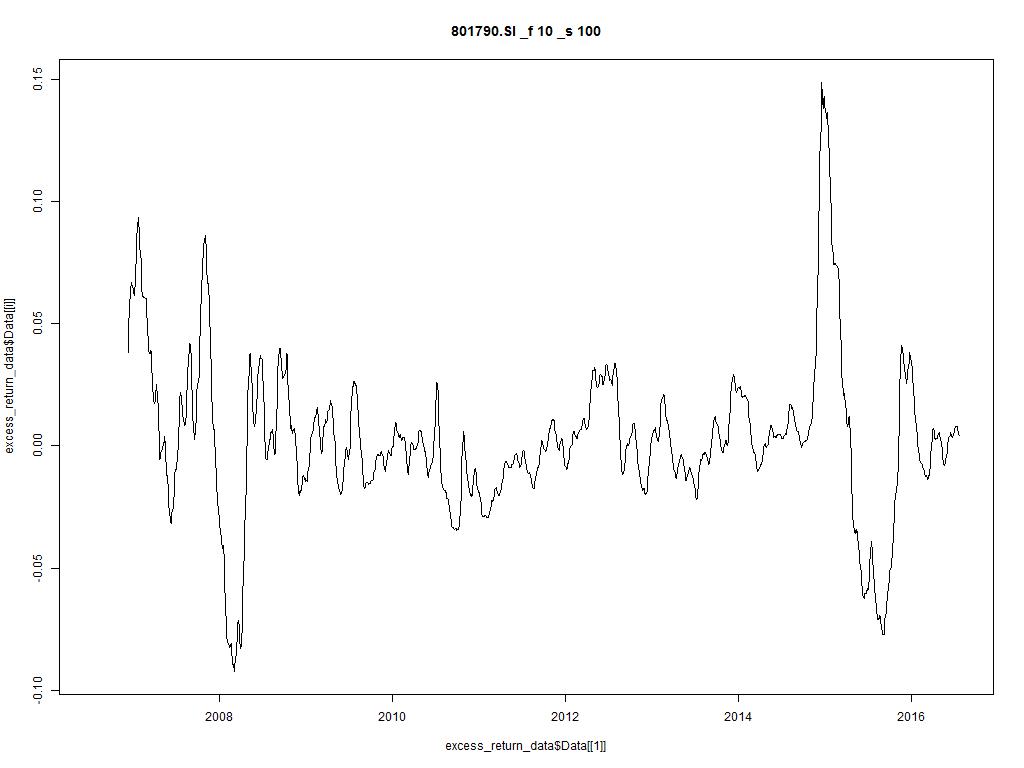 801790.SI _f 10 _s 100
excess_return_data$Data[[i]]
0.15
0.10
0.05
0.00
-0.05
-0.10
2008 2010 2012 2014 2016
excess_return_data$Data[[1]]